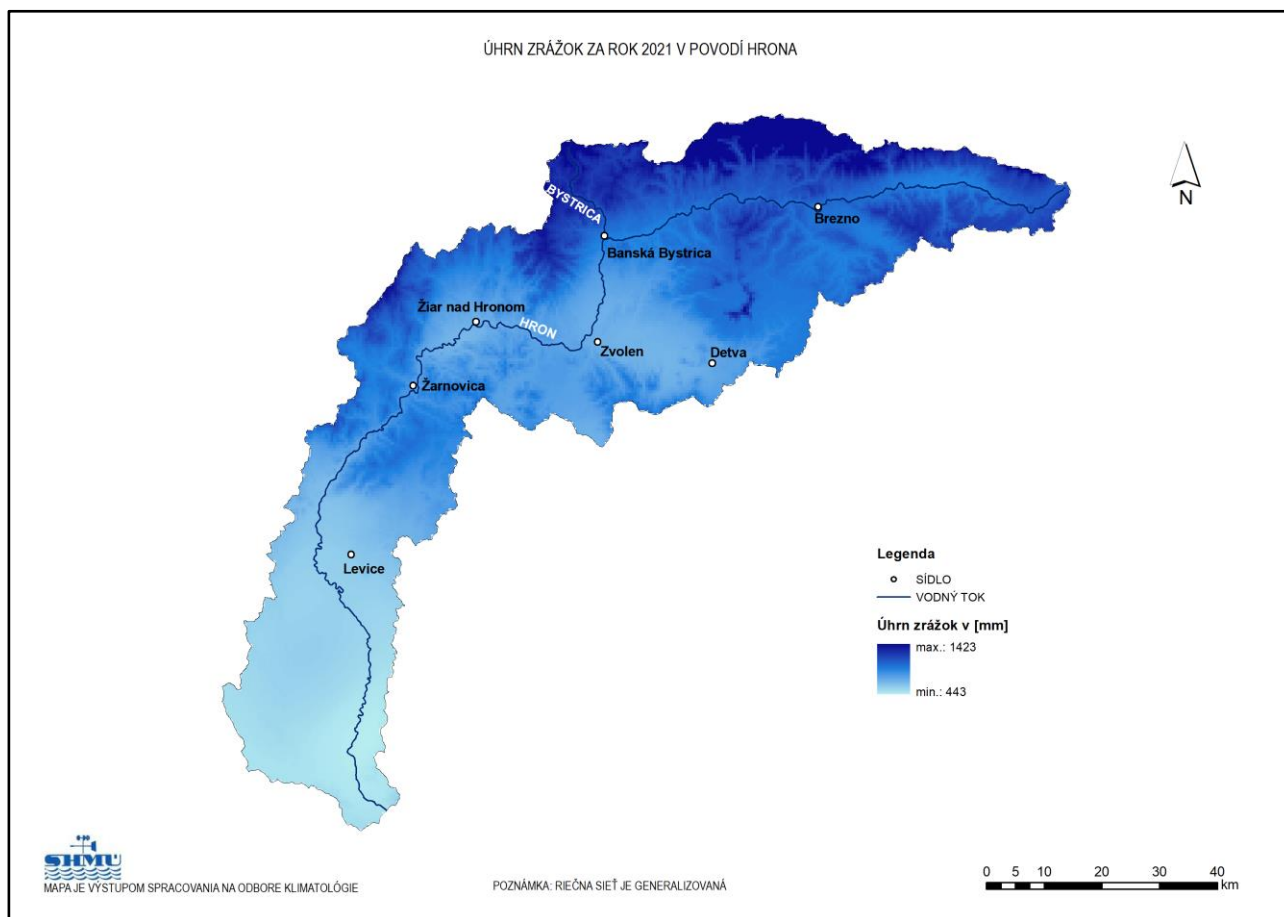 ÚHRN ZRÁŽOK ZA ROK 2021 V POVODÍ HRONA
N
BYSTRICA
Brezno
Banská Bystrica
Žiar nad Hronom
HRON
Zvolen
Detva
Žarnovica
Levice
Legenda
SÍDLO
VODNÝ TOK
Úhrn zrážok v [mm]
max.: 1423
min.: 443
SHMÚ
MAPA JE VÝSTUPOM SPRACOVANIA NA ODBORE KLIMATOLÓGIE
POZNÁMKA: RIEČNA SIEŤ JE GENERALIZOVANÁ
0 5 10 20 30 40
km